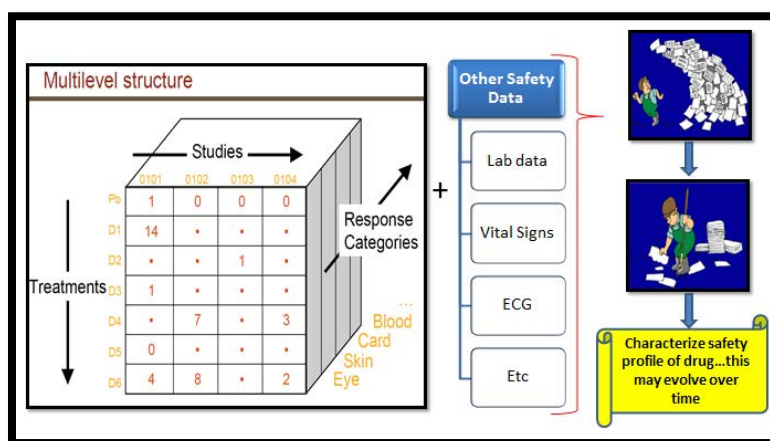 Multilevel structure
Studies
0101 0102 0103 0104
Pb 1 0 0 0
D1 14 • • •
D2 • • 1 •
D3 1 • • •
D4 • 7 • 3
D5 0 • • •
D6 4 8 • 2
Treatments
Response
Categories
...
Blood
Card
Skin
Eye
+
Other Safety
Data
Lab data
Vital Signs
ECG
Etc
Characterize safety
profile of drug...this
may evolve over
time